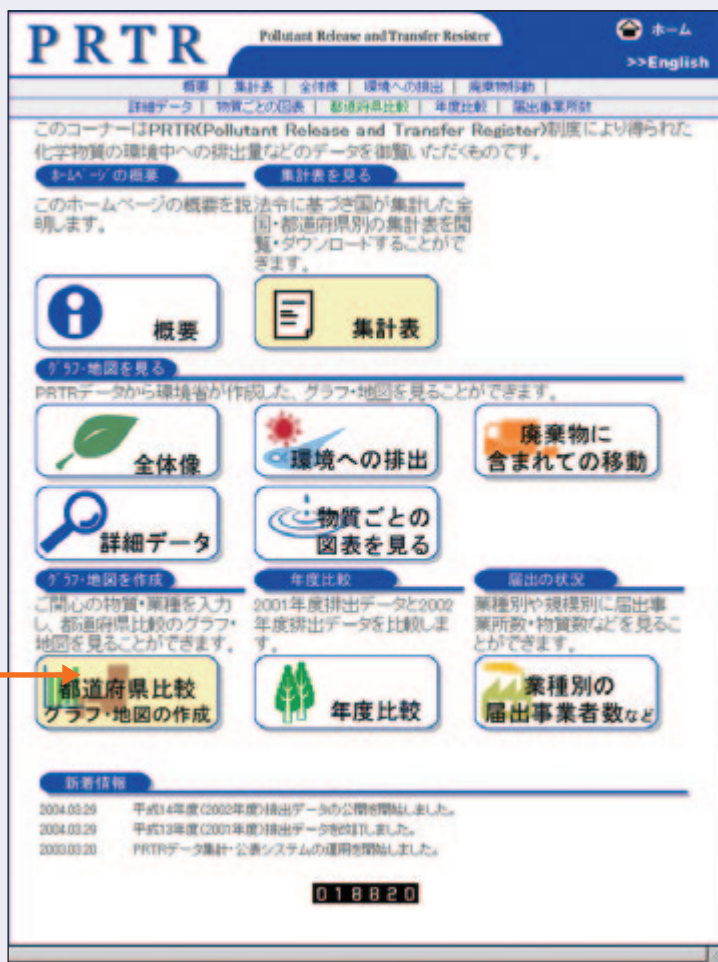 PRTR
Pollutant Release and Transfer Resister
ホーム
>>English
概要 | 集計表 | 全体像 | 環境への排出 | 廃棄物移動 |
詳細データ | 物質ごとの図表 | 都道府県比較 | 年度比較 | 届出事業所数
このコーナーはPRTR(Pollutant Release and Transfer Register)制度により得られた
化学物質の環境中への排出量などのデータを御覧いただくものです。
ホームページの概要
このホームページの概要を説
明します。
集計表を見る
法令に基づき国が集計した全
国・都道府県別の集計表を閲
覧・ダウンロードすることがで
きます。
概要
集計表
グラフ・地図を見る
PRTRデータから環境省が作成した、グラフ・地図を見ることができます。
全体像
環境への排出
廃棄物に
含まれての移動
詳細データ
物質ごとの
図表を見る
グラフ・地図を作成
ご関心の物質・業種を入力
し、都道府県比較のグラフ・
地図を見ることができます。
年度比較
2001年度排出データと2002
年度排出データを比較しま
す。
届出の状況
業種別や規模別に届出事
業所数・物質数などを見るこ
とができます。
都道府県比較
グラフ・地図の作成
年度比較
業種別の
届出事業者数など
新着情報
2004.03.29 平成14年度(2002年度)排出データの公開を開始しました。
2004.03.29 平成13年度(2001年度)排出データを改訂しました。
2003.03.20 PRTRデータ集計・公表システムの運用を開始しました。
018820